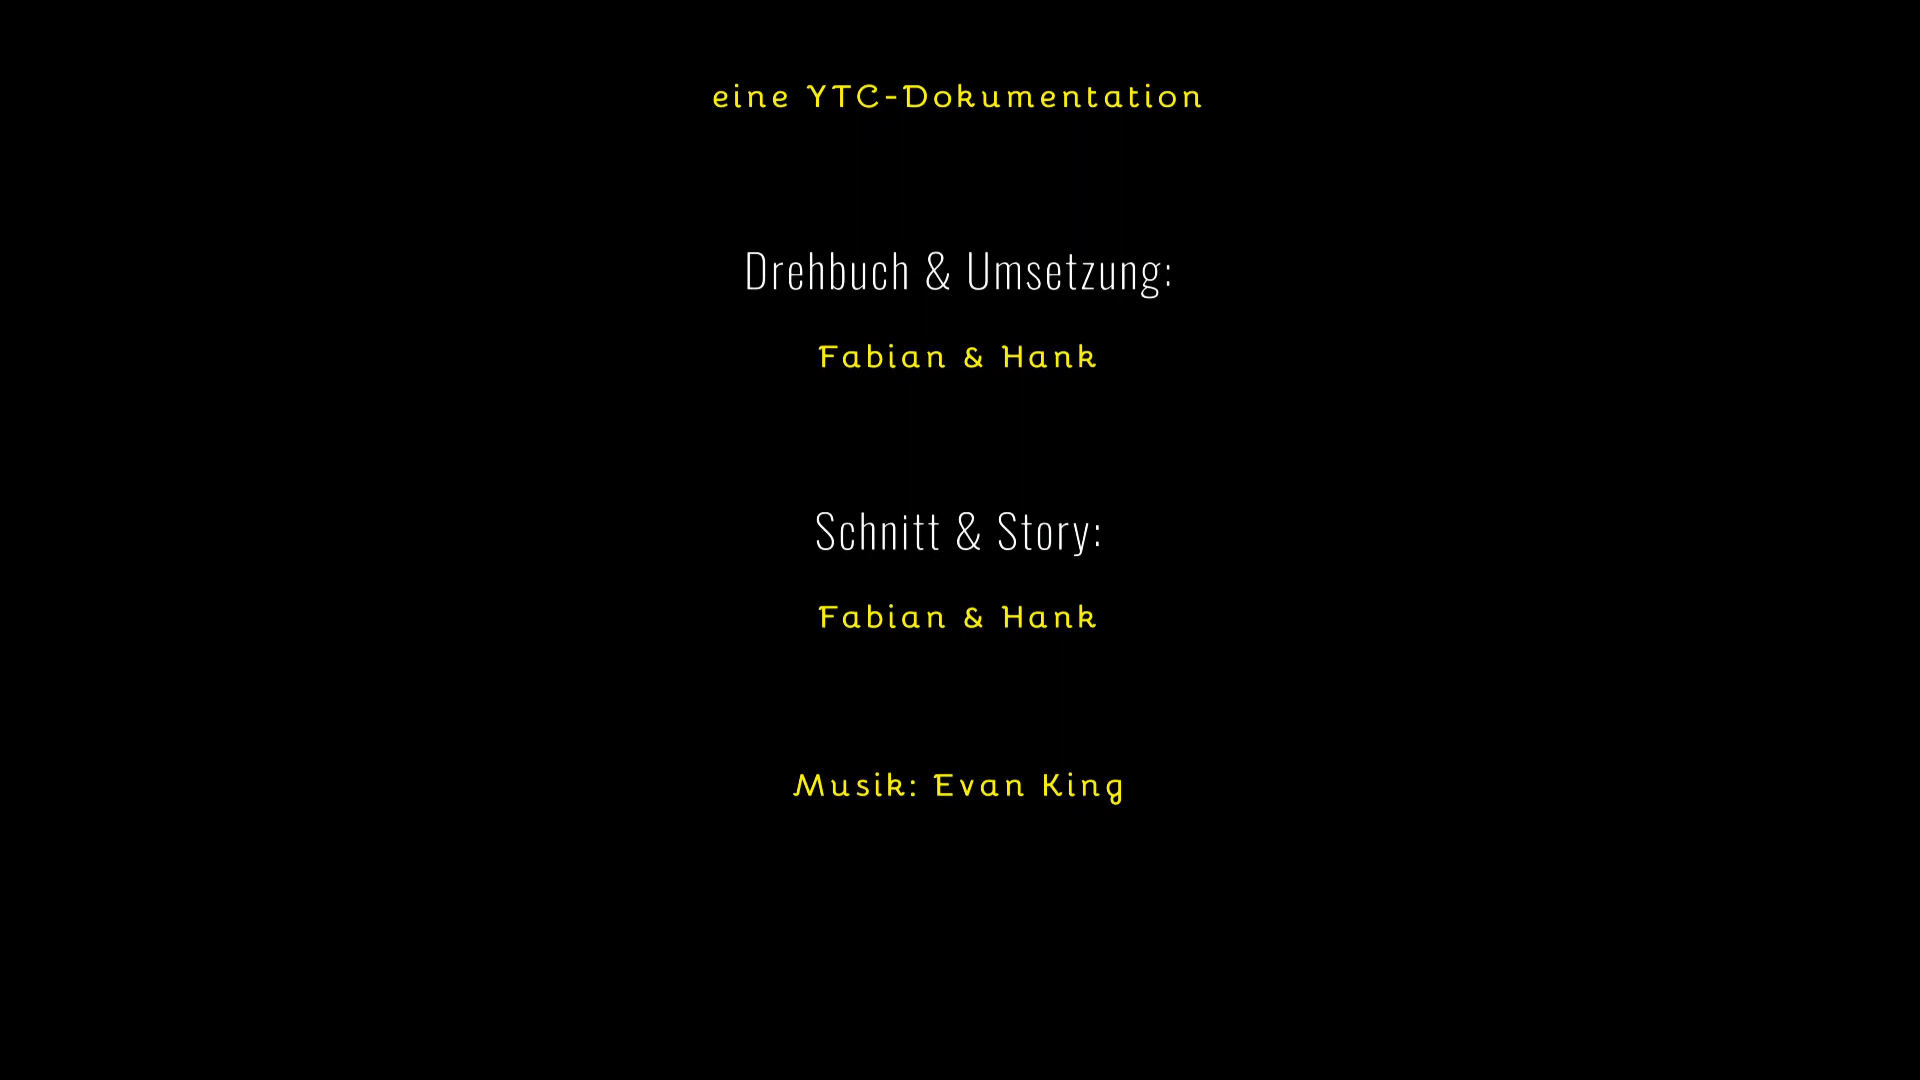 eine YTC-Dokumentation
Drehbuch & Umsetzung:
Fabian & Hank
Schnitt & Story:
Fabian & Hank
Musik: Evan King